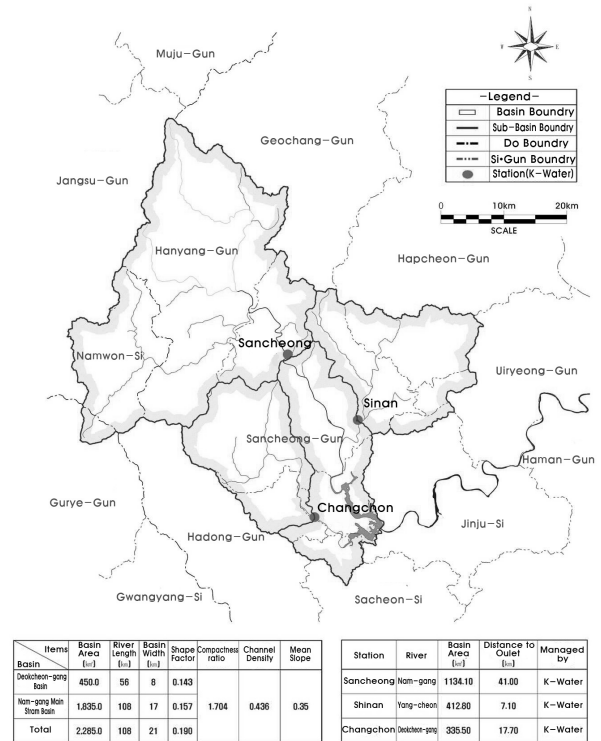 N
W
E
S
Muju-Gun
-Legend-
Basin Boundry
Sub-Basin Boundry
Do Boundry
Si•Gun Boundry
Station(K-Water)
Geochang-Gun
Jangsu-Gun
0 10km 20km
SCALE
Hanyang-Gun
Hapcheon-Gun
Sancheong
Namwon-Si
Uiryeong-Gun
Sinan
Sancheong-Gun
Haman-Gun
Gurye-Gun
Changchon
Jinju-Si
Hadong-Gun
Gwangyang-Si
Sacheon-Si
Items Basin Area [㎢] River Length [㎞] Basin Width [㎞] Shape Factor Compactness ratio Channel Density Mean Slope
Basin
Deokcheon-gang Basin 450.0 56 8 0.143
Nam-gang Main Stram Basin 1,835.0 108 17 0.157 1.704 0.436 0.35
Total 2,285.0 108 21 0.190
Station River Basin Area [㎢] Distance to Oulet [㎞] Managed by
Sancheong Nam-gang 1134.10 41.00 K-Water
Shinan Yang-cheon 412.80 7.10 K-Water
Changchon Deokcheon-gang 335.50 17.70 K-Water